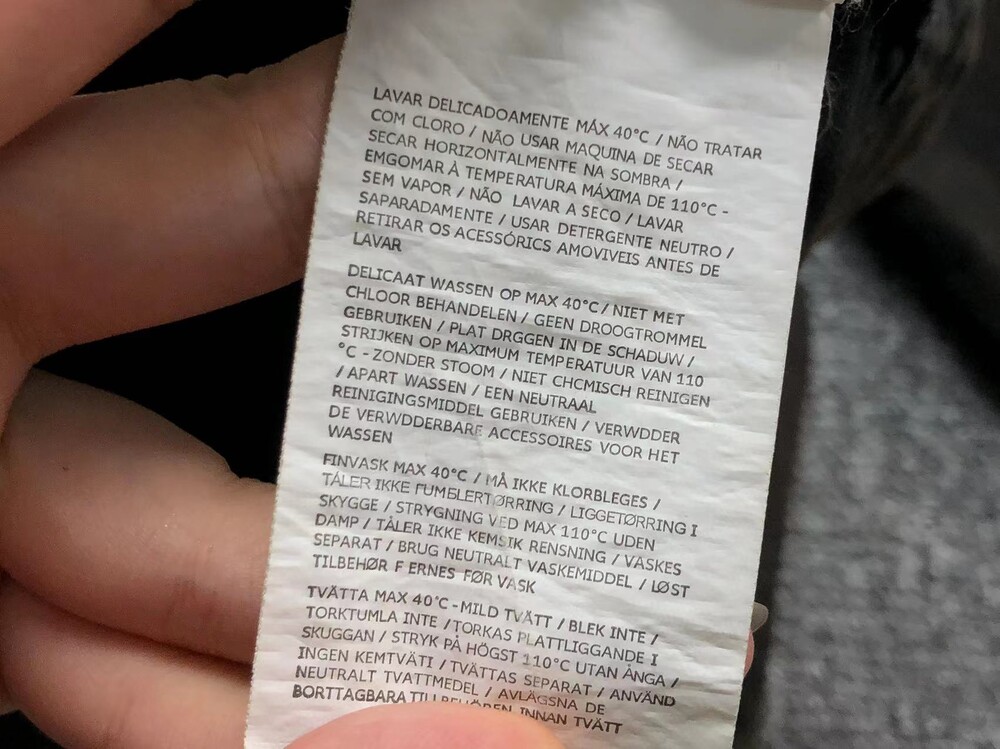 LAVAR DELICADOAMENTE MÁX 40°C / NÃO TRATAR
COM CLORO / NÃO USAR MAQUINA DE SECAR
SECAR HORIZONTALMENTE NA SOMBRA /
EMGOMAR À TEMPERATURA MÁXIMA DE 110°C -
SEM VAPOR / NÃO LAVAR A SECO / LAVAR
SAPARADAMENTE / USAR DETERGENTE NEUTRO /
RETIRAR OS ACESSÓRICS AMOVIVEIS ANTES DE
LAVAR
DELICAAT WASSEN OP MAX 40°C / NIET MET
CHLOOR BEHANDELEN / GEEN DROOGTROMMEL
GEBRUIKEN / PLAT DRGGEN IN DE SCHADUW /
STRIJKEN OP MAXIMUM TEMPERATUUR VAN 110
°C - ZONDER STOOM / NIET CHCMISCH REINIGEN
/ APART WASSEN / EEN NEUTRAAL
REINIGINGSMIDDEL GEBRUIKEN / VERWDDER
DE VERWDDERBARE ACCESSOIRES VOOR HET
WASSEN
FINVASK MAX 40°C / MÅ IKKE KLORBLEGES /
TÅLER IKKE TUMBLERTØRRING / LIGGETØRRING I
SKYGGE / STRYGNING VED MAX 110°C UDEN
DAMP / TÅLER IKKE KEMSIK RENSNING / VASKES
SEPARAT / BRUG NEUTRALT VASKEMIDDEL / LØST
TILBEHØR F ERNES FØR VASK
TVÄTTA MAX 40°C - MILD TVÄTT / BLEK INTE /
TORKTUMLA INTE / TORKAS PLATTLIGGANDE I
SKUGGAN / STRYK PÅ HÖGST 110°C UTAN ÅNGA /
INGEN KEMTVÄTI / TVÄTTAS SEPARAT / ANVÄND
NEUTRALT TVATTMEDEL / AVLÄGSNA DE
BORTTAGBARA TILLBEHÖREN INNAN TVÄTT